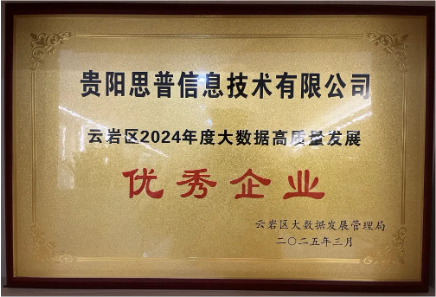 贵阳思普信息技术有限公司
云岩区2024年度大数据高质量发展
优秀企业
云岩区大数据发展管理局
二〇二五年三月